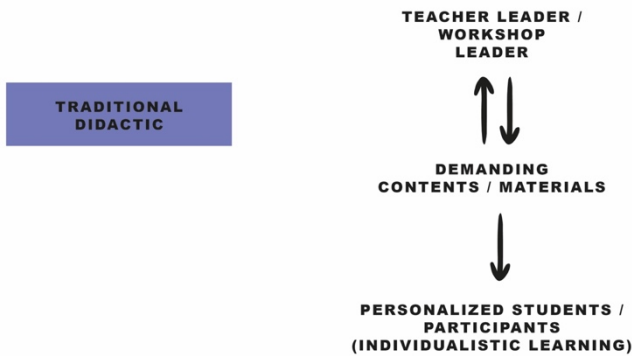 TEACHER LEADER /
WORKSHOP
LEADER
TRADITIONAL
DIDACTIC
DEMANDING
CONTENTS / MATERIALS
PERSONALIZED STUDENTS /
PARTICIPANTS
(INDIVIDUALISTIC LEARNING)